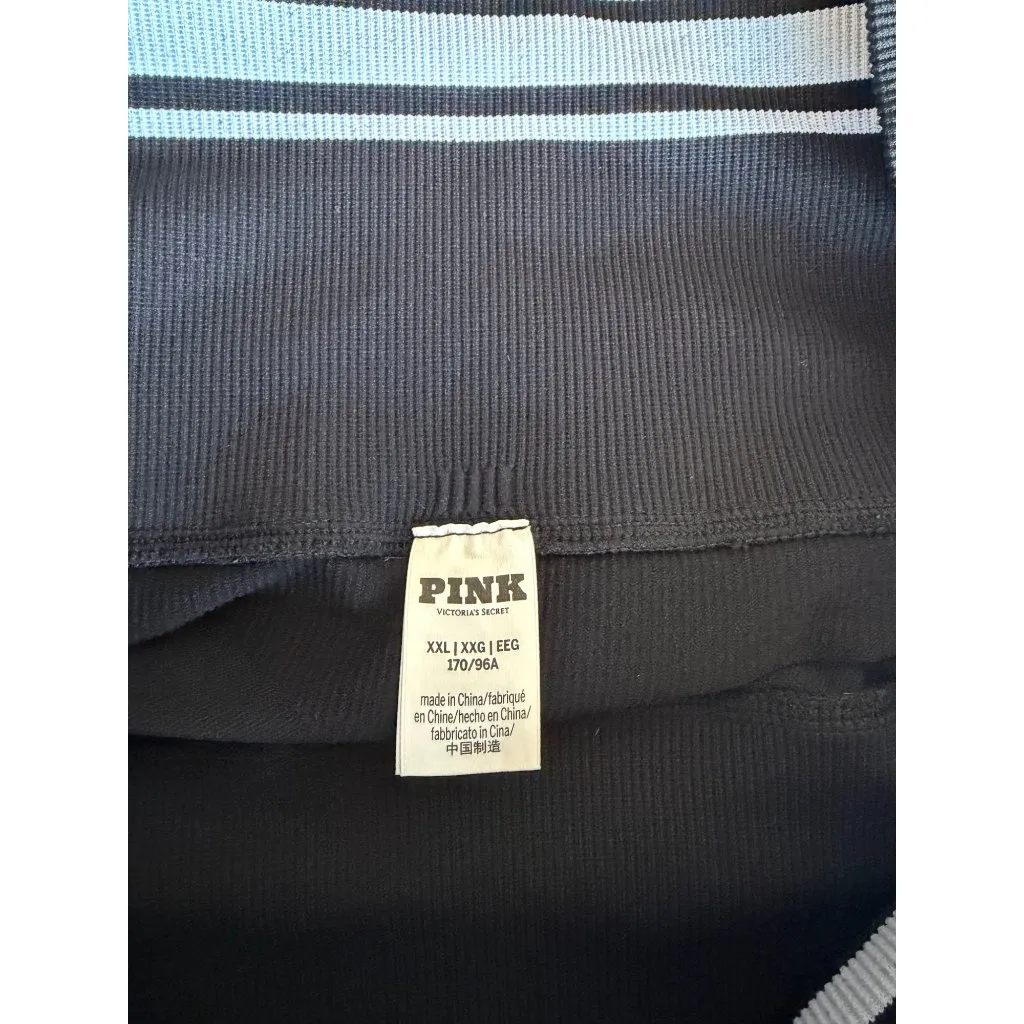 PINK
VICTORIA'S SECRET
XXL | XXG | EEG
170/96A
made in China/fabriqué
en Chine/hecho en China/
fabbricato in Cina/
中国制造